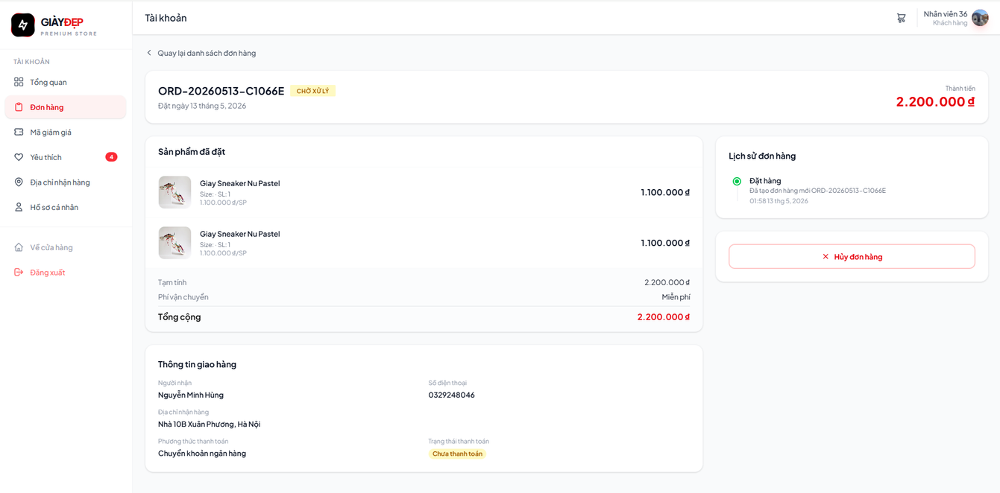 GIÀYĐẸP
PREMIUM STORE
TÀI KHOẢN
Tổng quan
Đơn hàng
Mã giảm giá
Yêu thích
4
Địa chỉ nhận hàng
Hồ sơ cá nhân
Về cửa hàng
Đăng xuất
Tài khoản
Nhân viên 36
Khách hàng
Quay lại danh sách đơn hàng
ORD-20260513-C1066E
CHỜ XỬ LÝ
Đặt ngày 13 tháng 5, 2026
Thành tiền
2.200.000 ₫
Sản phẩm đã đặt
Giay Sneaker Nu Pastel
Size: · SL: 1
1.100.000 ₫/SP
1.100.000 ₫
Giay Sneaker Nu Pastel
Size: · SL: 1
1.100.000 ₫/SP
1.100.000 ₫
Tạm tính
2.200.000 ₫
Phí vận chuyển
Miễn phí
Tổng cộng
2.200.000 ₫
Thông tin giao hàng
Người nhận
Nguyễn Minh Hùng
Số điện thoại
0329248046
Địa chỉ nhận hàng
Nhà 10B Xuân Phương, Hà Nội
Phương thức thanh toán
Chuyển khoản ngân hàng
Trạng thái thanh toán
Chưa thanh toán
Lịch sử đơn hàng
Đặt hàng
Đã tạo đơn hàng mới ORD-20260513-C1066E
01:58 13 thg 5, 2026
Hủy đơn hàng